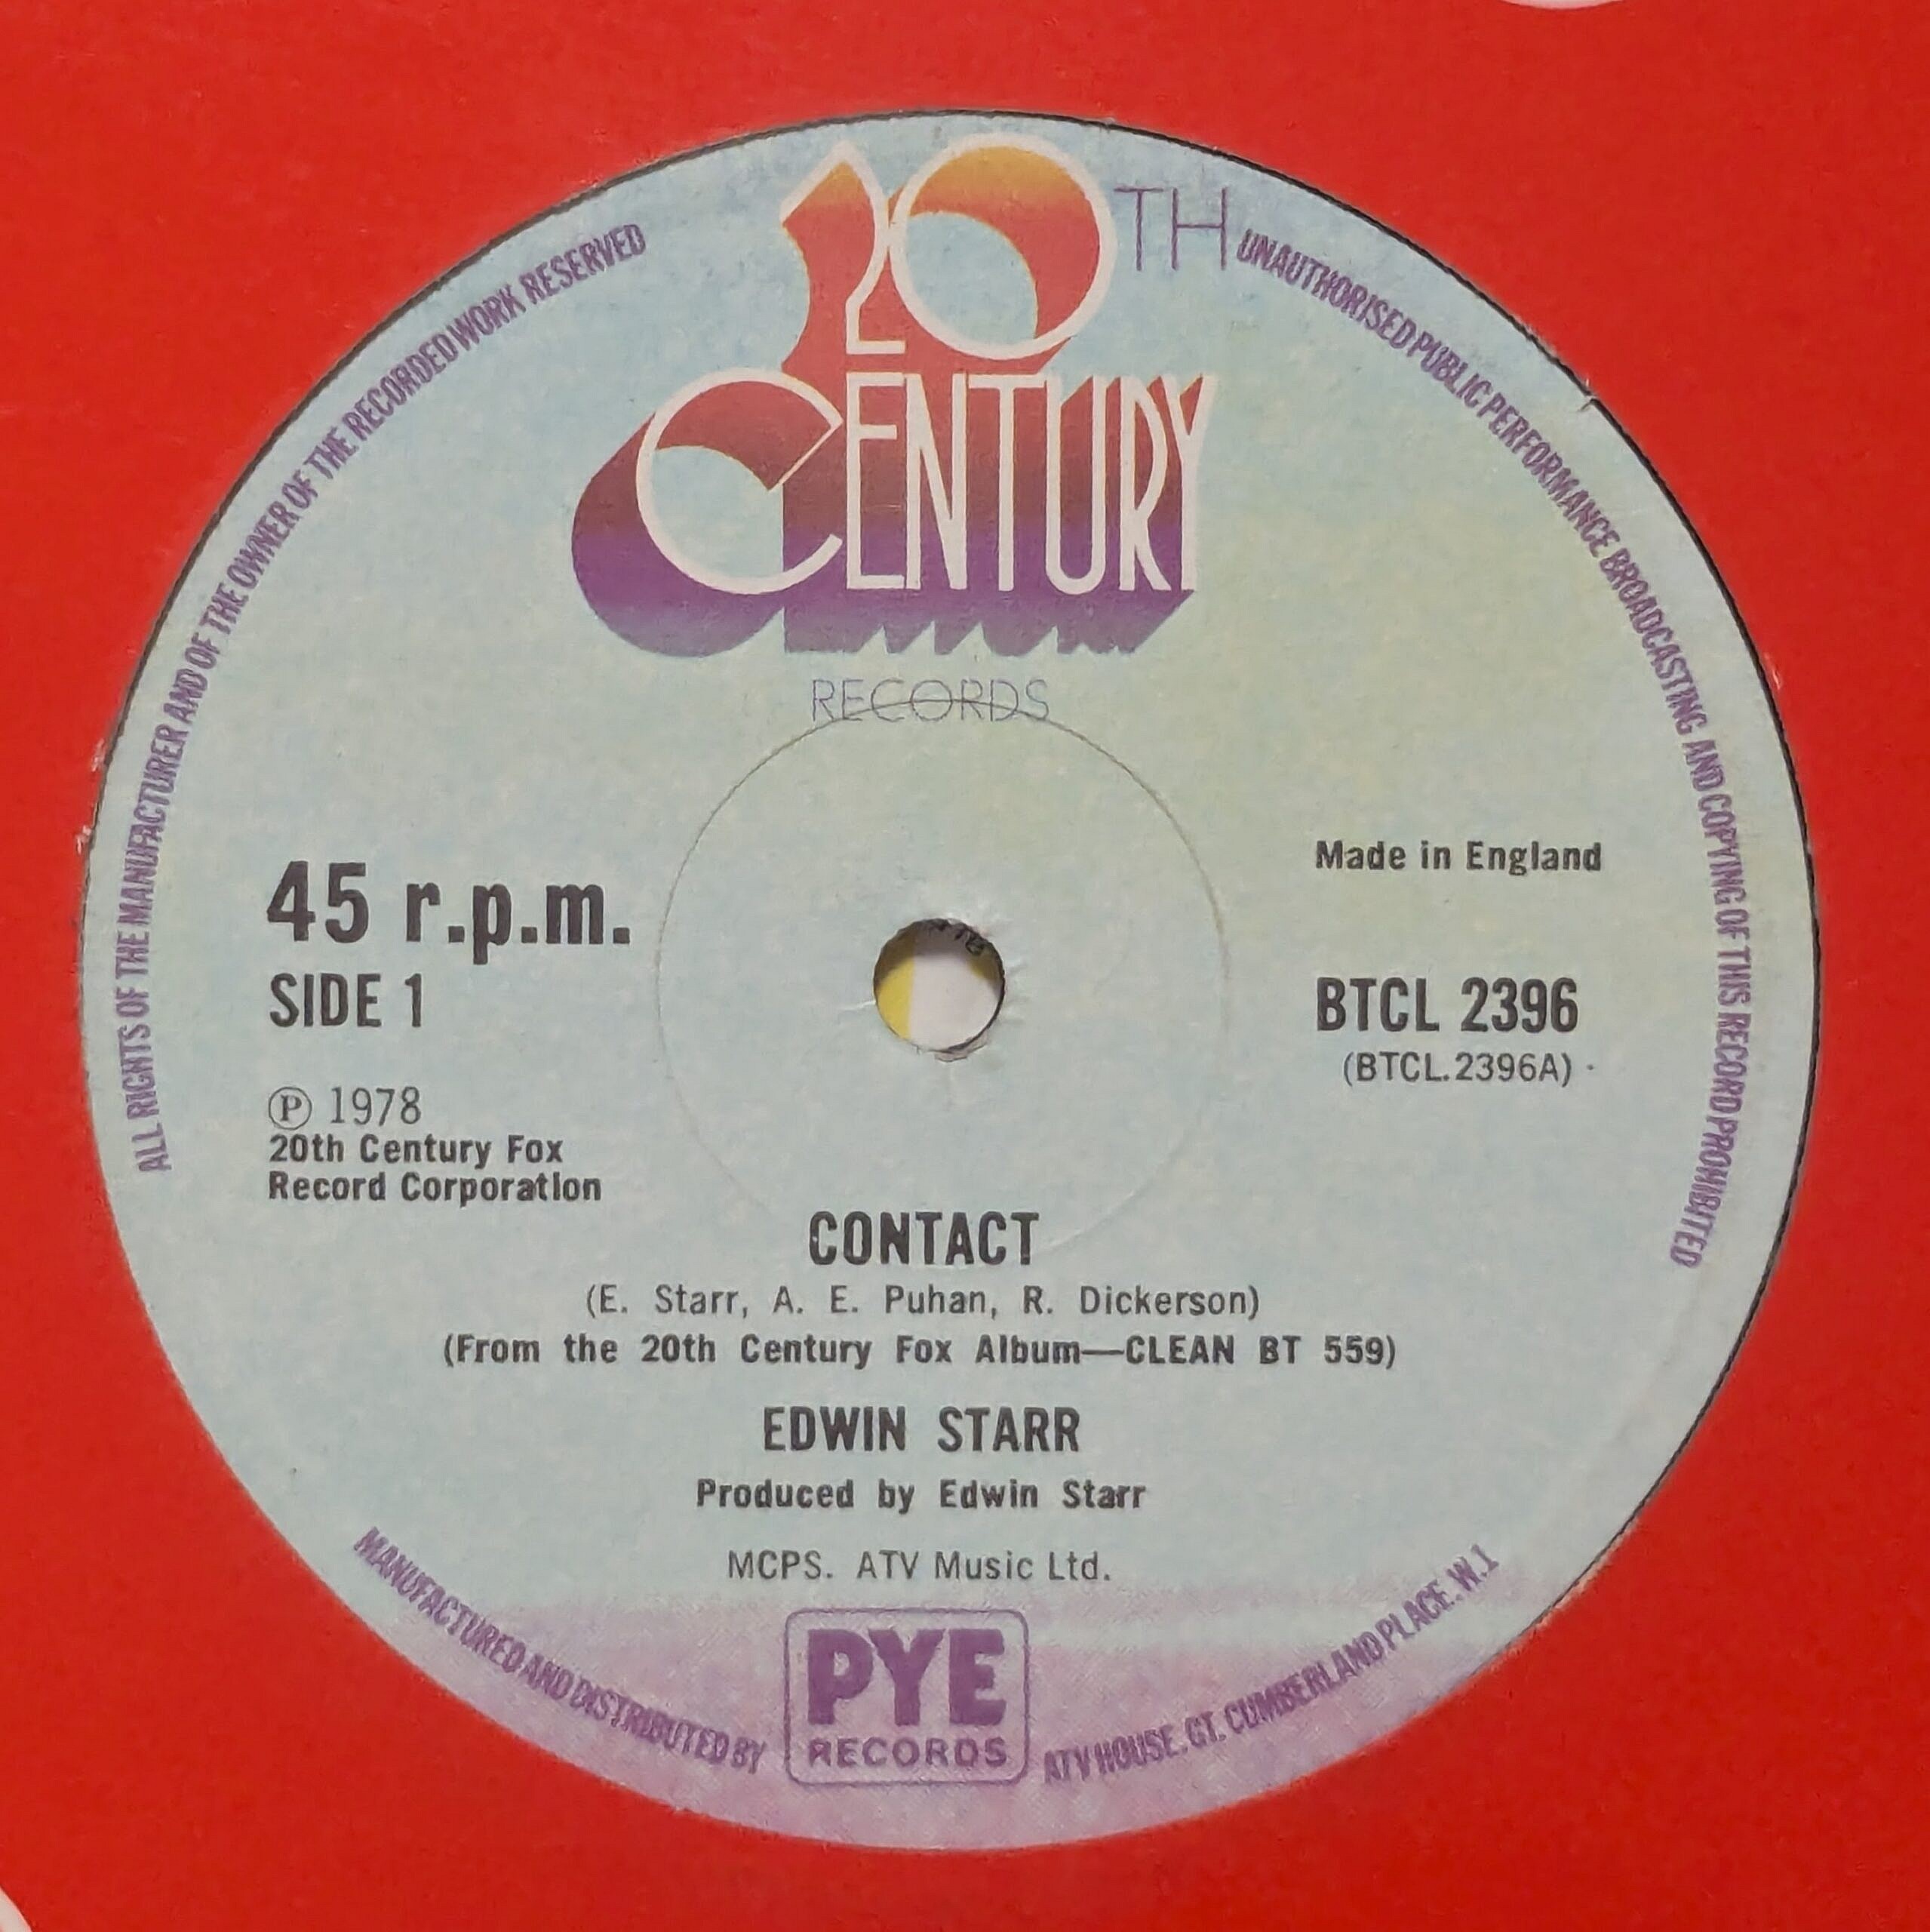 20TH
CENTURY
RECORDS
ALL RIGHTS OF THE MANUFACTURER AND OF THE OWNER OF THE RECORDED WORK RESERVED
UNAUTHORISED PUBLIC PERFORMANCE BROADCASTING AND COPYING OF THIS RECORD PROHIBITED
45 r.p.m.
SIDE 1
Ⓟ 1978
20th Century Fox
Record Corporation
Made in England
BTCL 2396
(BTCL.2396A)
CONTACT
(E. Starr, A. E. Puhan, R. Dickerson)
(From the 20th Century Fox Album—CLEAN BT 559)
EDWIN STARR
Produced by Edwin Starr
MCPS. ATV Music Ltd.
MANUFACTURED AND DISTRIBUTED BY
PYE
RECORDS
ATV HOUSE. GT. CUMBERLAND PLACE. W.1